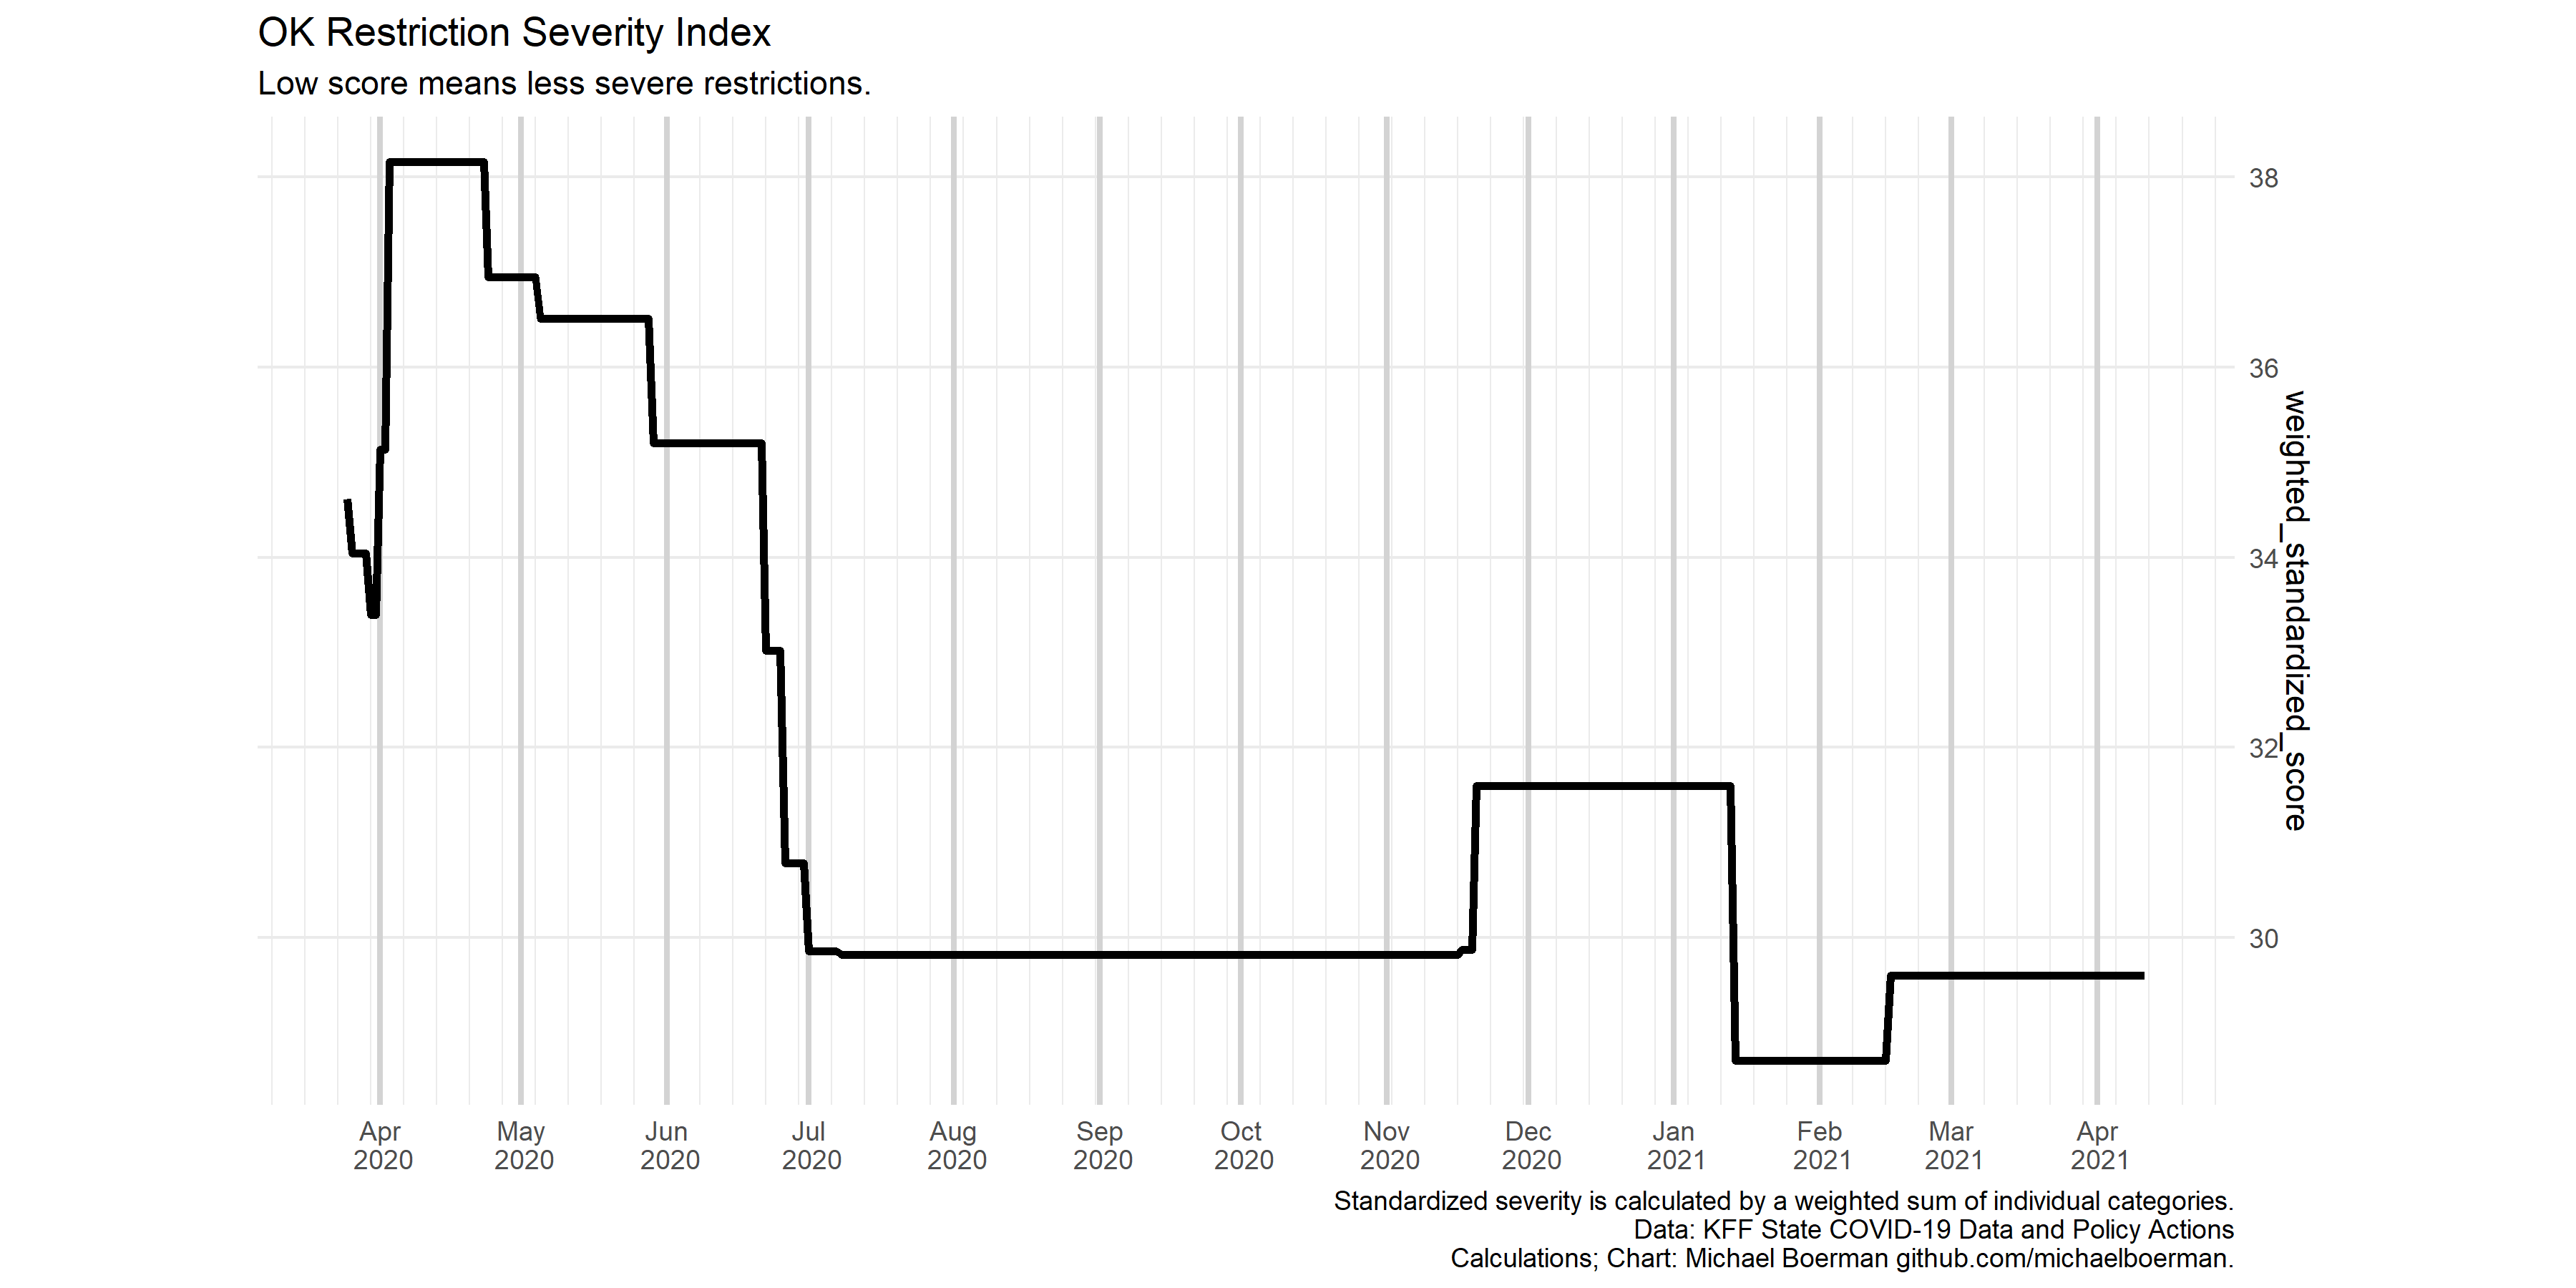 OK Restriction Severity Index
Low score means less severe restrictions.
38
36
34
32
30
weighted_standardized_score
Apr
2020
May
2020
Jun
2020
Jul
2020
Aug
2020
Sep
2020
Oct
2020
Nov
2020
Dec
2020
Jan
2021
Feb
2021
Mar
2021
Apr
2021
Standardized severity is calculated by a weighted sum of individual categories.
Data: KFF State COVID-19 Data and Policy Actions
Calculations; Chart: Michael Boerman github.com/michaelboerman.